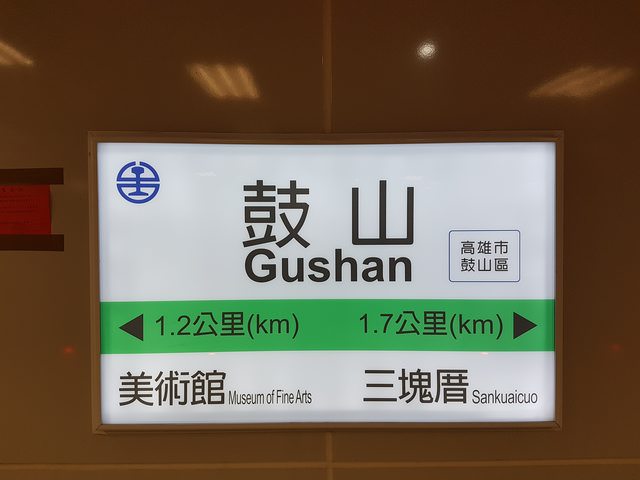 鼓山
Gushan
高雄市
鼓山區
1.2公里(km)
1.7公里(km)
美術館 Museum of Fine Arts
三塊厝 Sankuaicuo